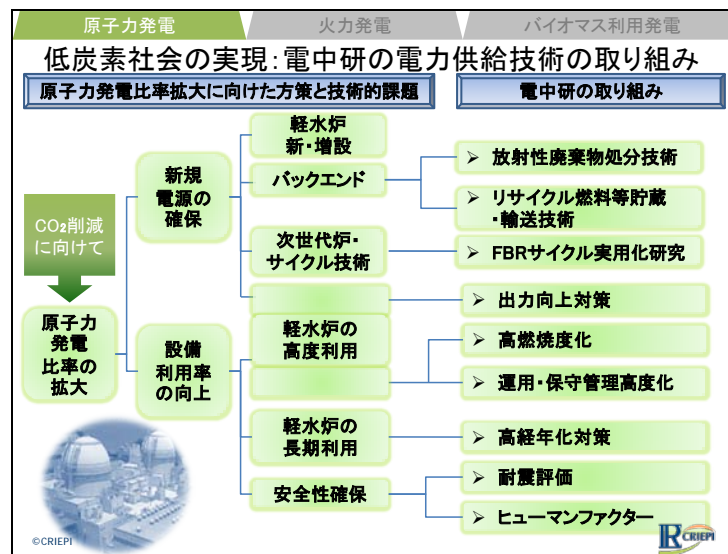 原子力発電
火力発電
バイオマス利用発電
低炭素社会の実現：電中研の電力供給技術の取り組み
原子力発電比率拡大に向けた方策と技術的課題
電中研の取り組み
CO₂削減
に向けて
原子力
発電
比率の
拡大
新規
電源の
確保
設備
利用率
の向上
軽水炉
新・増設
バックエンド
次世代炉・
サイクル技術
軽水炉の
高度利用
軽水炉の
長期利用
安全性確保
➢ 放射性廃棄物処分技術
➢ リサイクル燃料等貯蔵
・輸送技術
➢ FBRサイクル実用化研究
➢ 出力向上対策
➢ 高燃焼度化
➢ 運用・保守管理高度化
➢ 高経年化対策
➢ 耐震評価
➢ ヒューマンファクター
©CRIEPI
CRIEPI